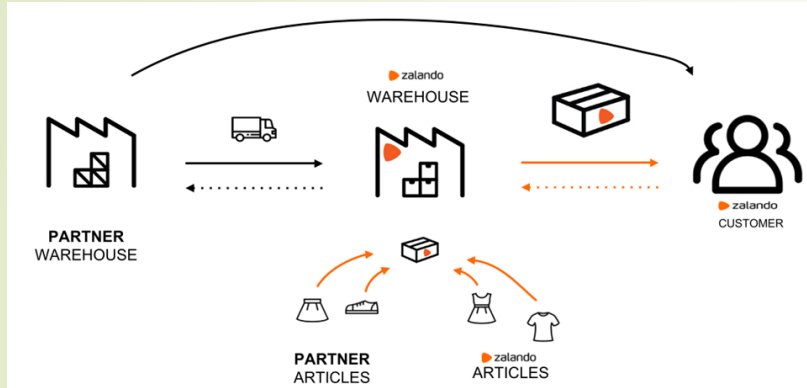 zalando
WAREHOUSE
PARTNER
WAREHOUSE
zalando
CUSTOMER
PARTNER
ARTICLES
zalando
ARTICLES